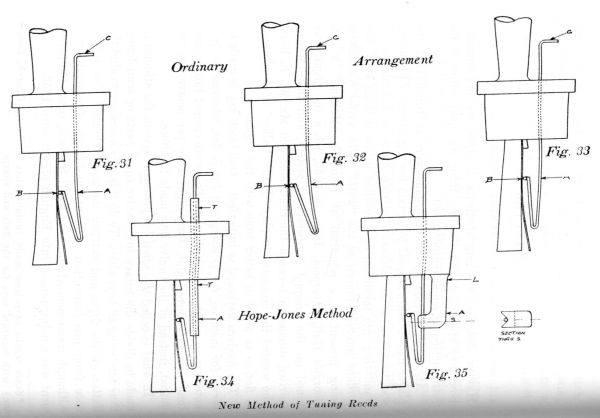 C
C
C
Ordinary Arrangement
Fig. 31
Fig. 32
Fig. 33
B A
B A
B A
T
T
A
L
A
S
Hope-Jones Method
SECTION
THRO S
Fig. 34
Fig. 35
New Method of Tuning Reeds